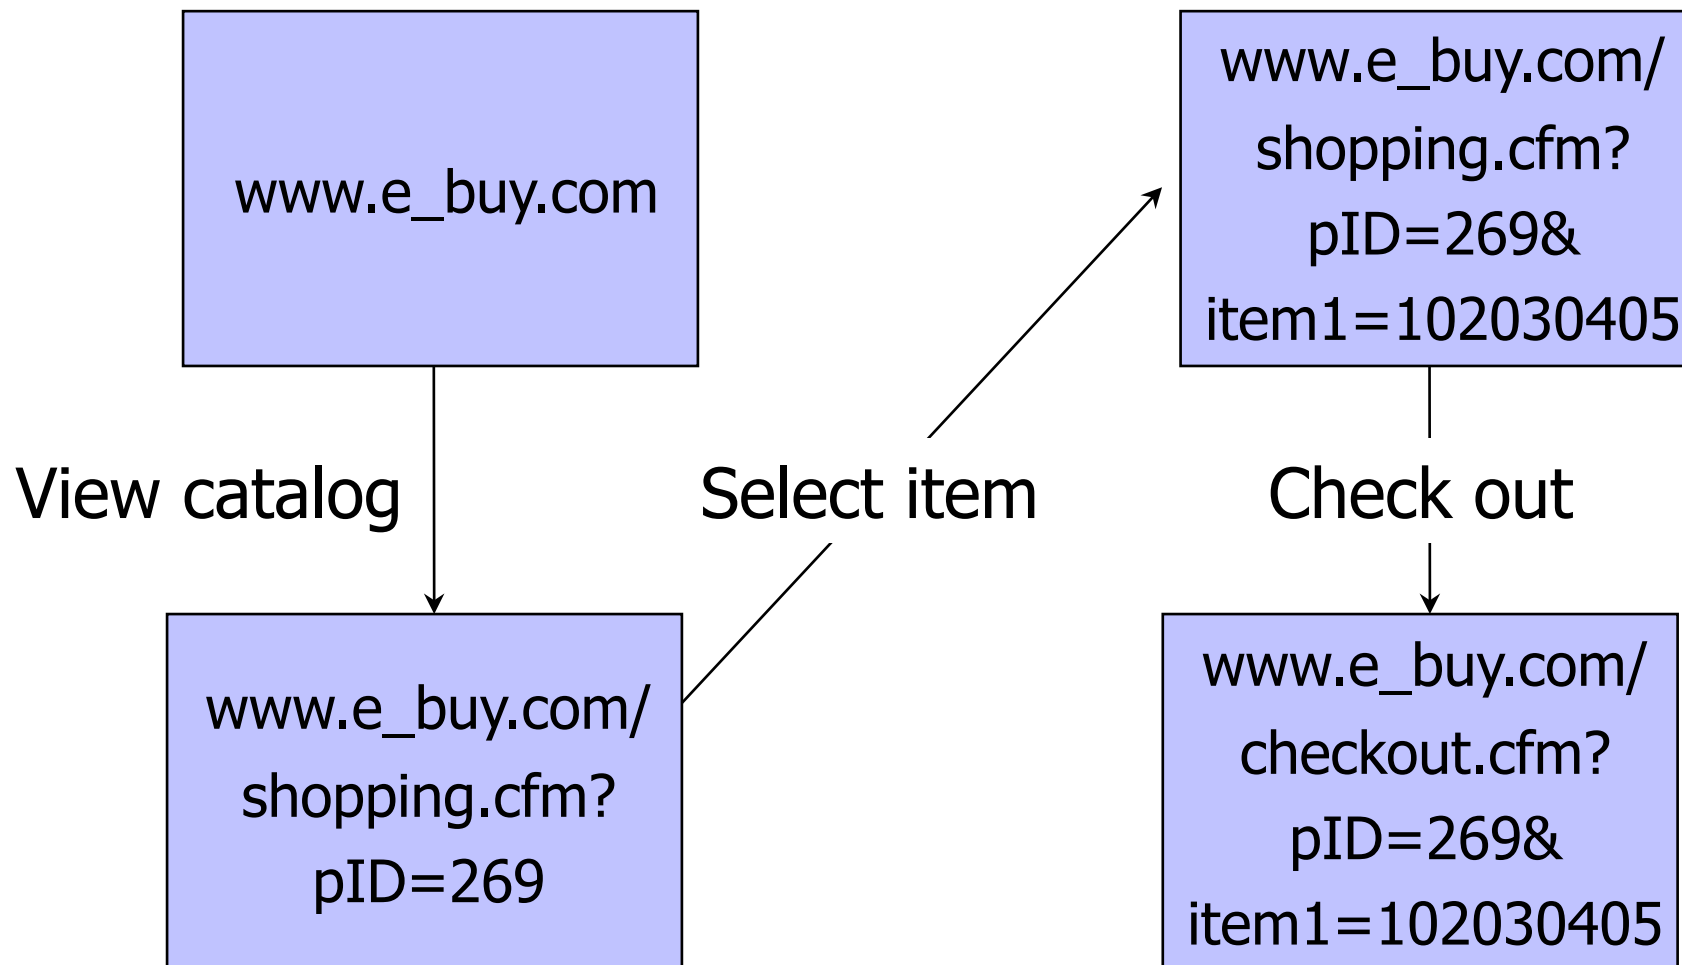 www.e_buy.com
View catalog
www.e_buy.com/
shopping.cfm?
pID=269
Select item
www.e_buy.com/
shopping.cfm?
pID=269&
item1=102030405
Check out
www.e_buy.com/
checkout.cfm?
pID=269&
item1=102030405